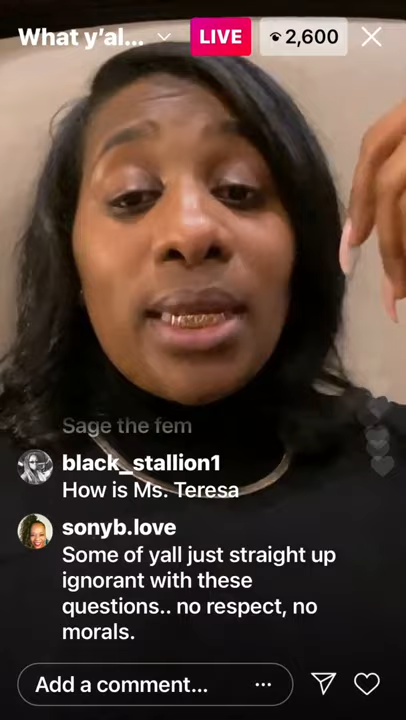 What y'al...
LIVE
2,600
Sage the fem
black_stallion1
How is Ms. Teresa
sonyb.love
Some of yall just straight up
ignorant with these
questions.. no respect, no
morals.
Add a comment...